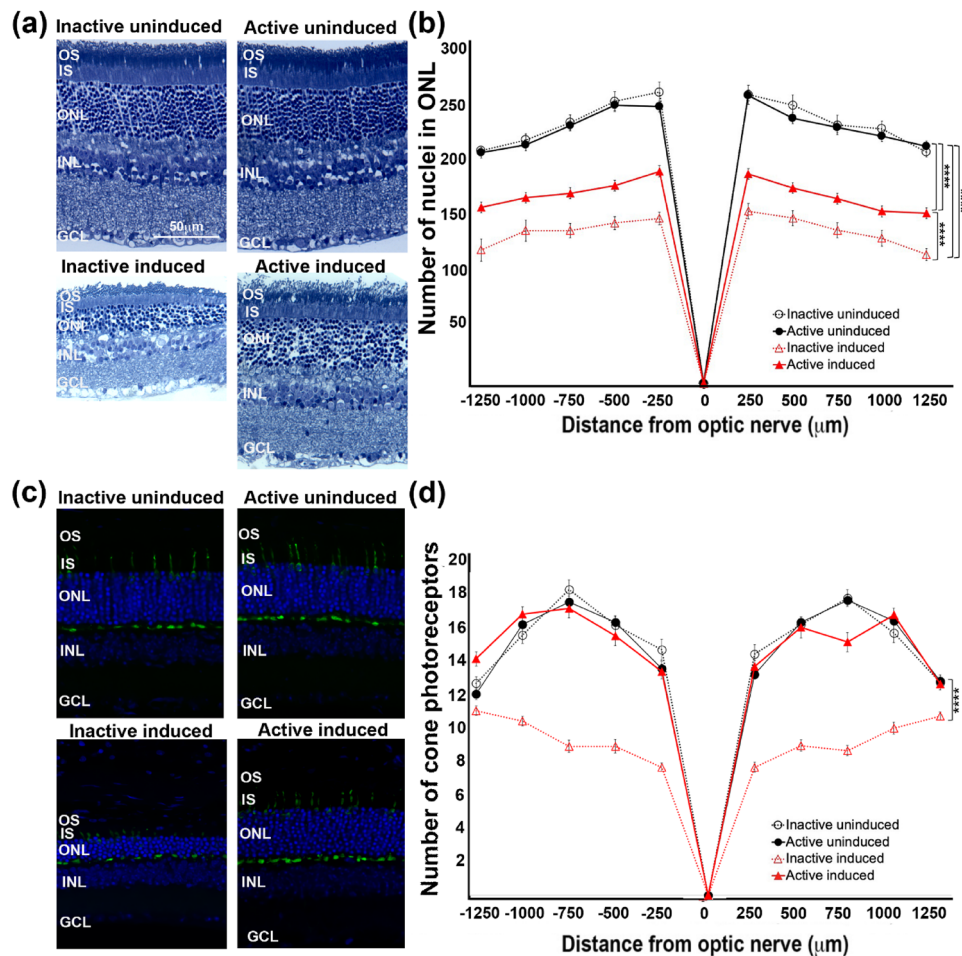 (a)
Inactive uninduced
Active uninduced
OS
IS
ONL
INL
GCL
50μm
OS
IS
ONL
INL
GCL
Inactive induced
Active induced
OS
IS
ONL
INL
GCL
OS
IS
ONL
INL
GCL
(b)
Number of nuclei in ONL
300
250
200
150
100
50
-1250 -1000 -750 -500 -250 0 250 500 750 1000 1250
Distance from optic nerve (μm)
Inactive uninduced
Active uninduced
Inactive induced
Active induced
****
****
(c)
Inactive uninduced
Active uninduced
OS
IS
ONL
INL
GCL
OS
IS
ONL
INL
GCL
Inactive induced
Active induced
OS
IS
ONL
INL
GCL
OS
IS
ONL
INL
GCL
(d)
Number of cone photoreceptors
20
18
16
14
12
10
8
6
4
2
-1250 -1000 -750 -500 -250 0 250 500 750 1000 1250
Distance from optic nerve (μm)
Inactive uninduced
Active uninduced
Inactive induced
Active induced
****